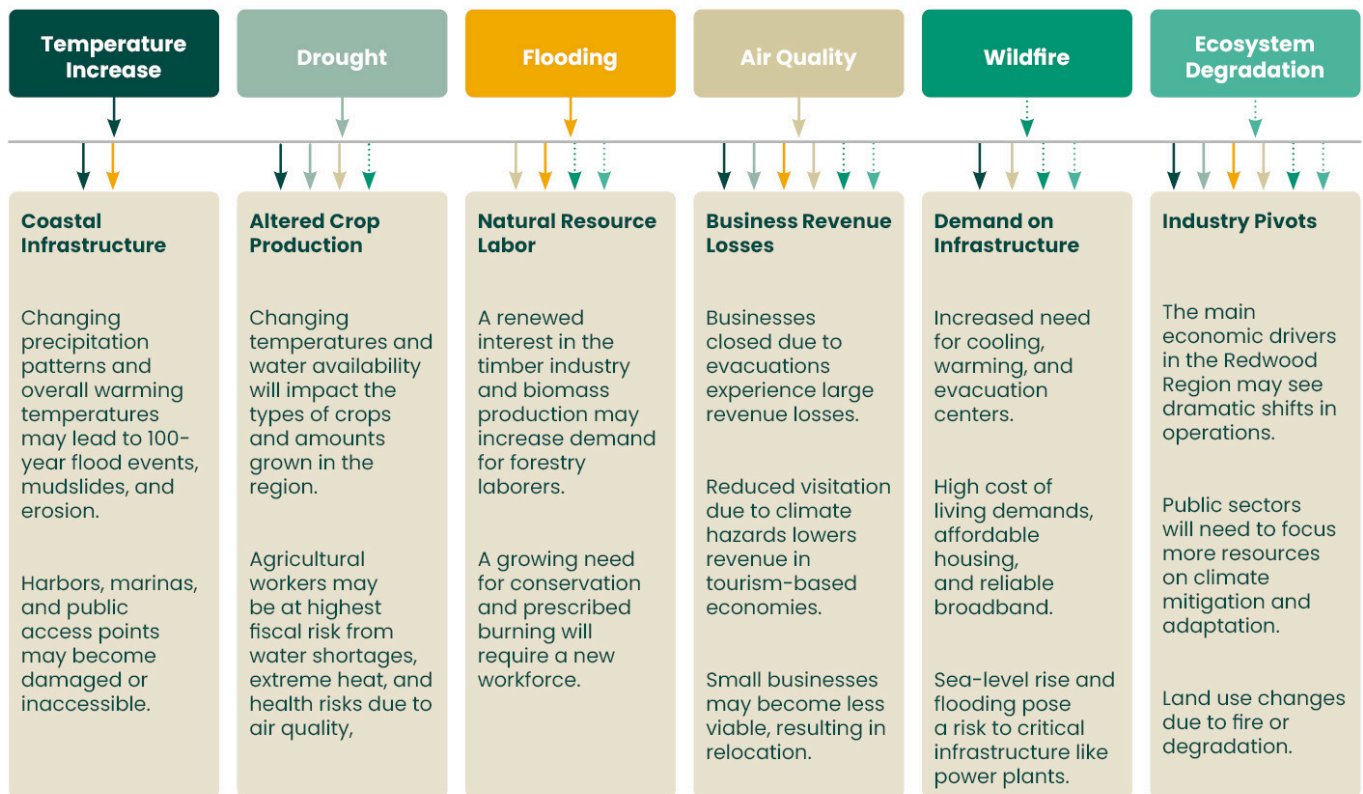 Temperature
Increase
Drought
Flooding
Air Quality
Wildfire
Ecosystem
Degradation
Coastal
Infrastructure
Changing
precipitation
patterns and
overall warming
temperatures
may lead to 100-
year flood events,
mudslides, and
erosion.
Harbors, marinas,
and public
access points
may become
damaged or
inaccessible.
Altered Crop
Production
Changing
temperatures and
water availability
will impact the
types of crops
and amounts
grown in the
region.
Agricultural
workers may
be at highest
fiscal risk from
water shortages,
extreme heat, and
health risks due to
air quality,
Natural Resource
Labor
A renewed
interest in the
timber industry
and biomass
production may
increase demand
for forestry
laborers.
A growing need
for conservation
and prescribed
burning will
require a new
workforce.
Business Revenue
Losses
Businesses
closed due to
evacuations
experience large
revenue losses.
Reduced visitation
due to climate
hazards lowers
revenue in
tourism-based
economies.
Small businesses
may become less
viable, resulting in
relocation.
Demand on
Infrastructure
Increased need
for cooling,
warming, and
evacuation
centers.
High cost of
living demands,
affordable
housing,
and reliable
broadband.
Sea-level rise and
flooding pose
a risk to critical
infrastructure like
power plants.
Industry Pivots
The main
economic drivers
in the Redwood
Region may see
dramatic shifts in
operations.
Public sectors
will need to focus
more resources
on climate
mitigation and
adaptation.
Land use changes
due to fire or
degradation.